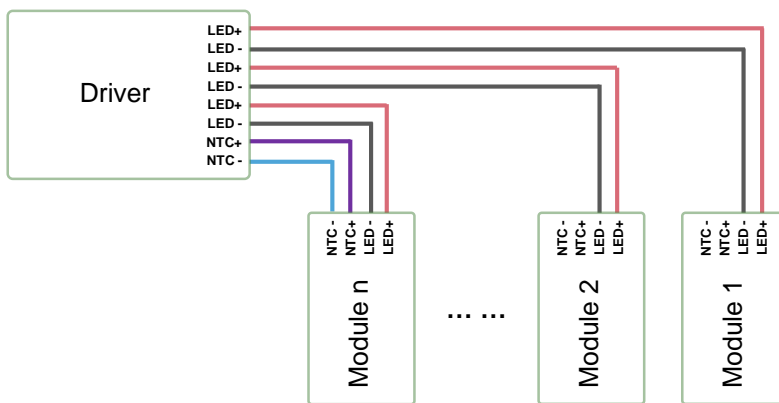 LED+
LED -
LED+
LED -
LED+
LED -
NTC+
NTC -
Driver
NTC -
NTC+
LED -
LED+
Module n
... ...
NTC -
NTC+
LED -
LED+
Module 2
NTC -
NTC+
LED -
LED+
Module 1